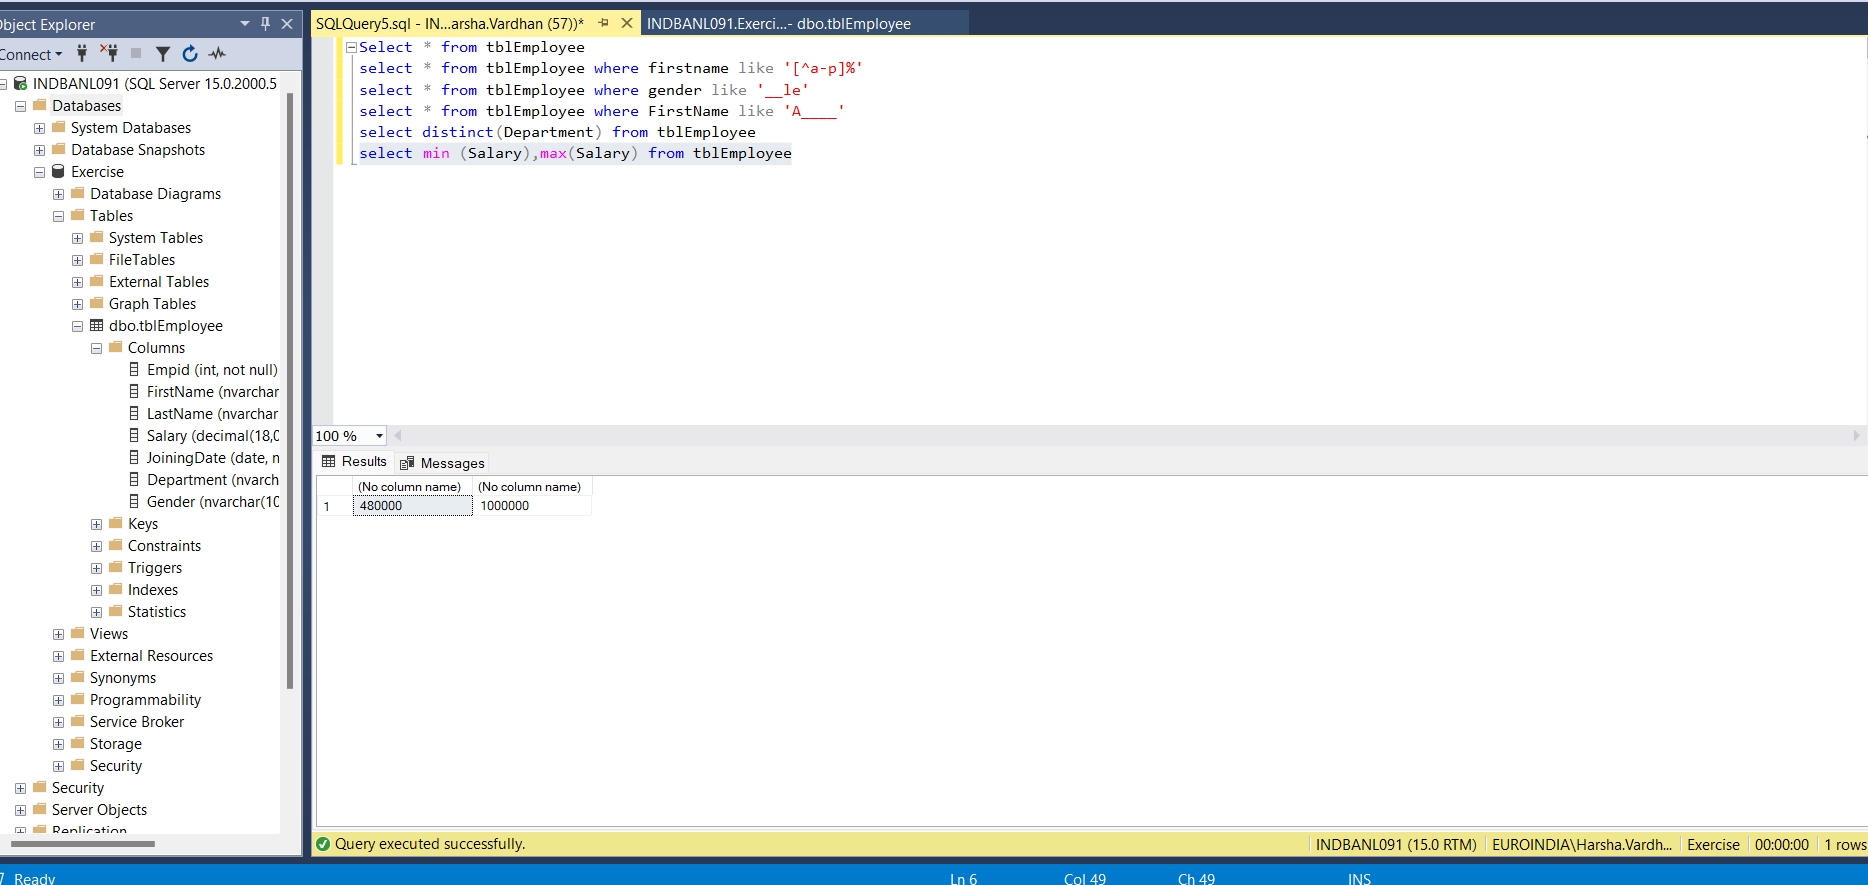 Object Explorer
Connect
INDBANL091 (SQL Server 15.0.2000.5
Databases
System Databases
Database Snapshots
Exercise
Database Diagrams
Tables
System Tables
FileTables
External Tables
Graph Tables
dbo.tblEmployee
Columns
Empid (int, not null)
FirstName (nvarchar
LastName (nvarchar
Salary (decimal(18,0
JoiningDate (date, n
Department (nvarch
Gender (nvarchar(10
Keys
Constraints
Triggers
Indexes
Statistics
Views
External Resources
Synonyms
Programmability
Service Broker
Storage
Security
Security
Server Objects
Replication
SQLQuery5.sql - IN...arsha.Vardhan (57))*
INDBANL091.Exerci...- dbo.tblEmployee
Select * from tblEmployee
select * from tblEmployee where firstname like '[^a-p]%'
select * from tblEmployee where gender like '__le'
select * from tblEmployee where FirstName like 'A____'
select distinct(Department) from tblEmployee
select min (Salary),max(Salary) from tblEmployee
100 %
Results Messages
(No column name) (No column name)
1 480000 1000000
Query executed successfully. INDBANL091 (15.0 RTM) EUROINDIA\Harsha.Vardh... Exercise 00:00:00 1 rows
Ready Ln 6 Col 49 Ch 49 INS